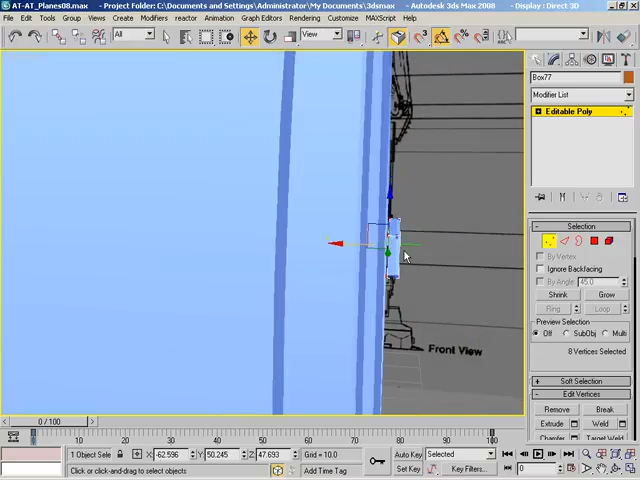 AT-AT_Planes08.max - Project Folder: C:\Documents and Settings\Administrator\My Documents\3dsmax - Autodesk 3ds Max 2008 - Display : Direct 3D
File Edit Tools Group Views Create Modifiers reactor Animation Graph Editors Rendering Customize MAXScript Help
All View
Box77
Modifier List
Editable Poly
Selection
By Vertex
Ignore Backfacing
By Angle: 45.0
Shrink Grow
Ring Loop
Preview Selection
Off SubObj Multi
8 Vertices Selected
Soft Selection
Edit Vertices
Remove Break
Extrude Weld
Chamfer Target Weld
Front View
0 / 100
0 10 20 30 40 50 60 70 80 90 100
1 Object Sele X: -62.596 Y: 50.245 Z: 47.693 Grid = 10.0 Auto Key Selected
Click or click-and-drag to select objects Add Time Tag Set Key Key Filters... 0